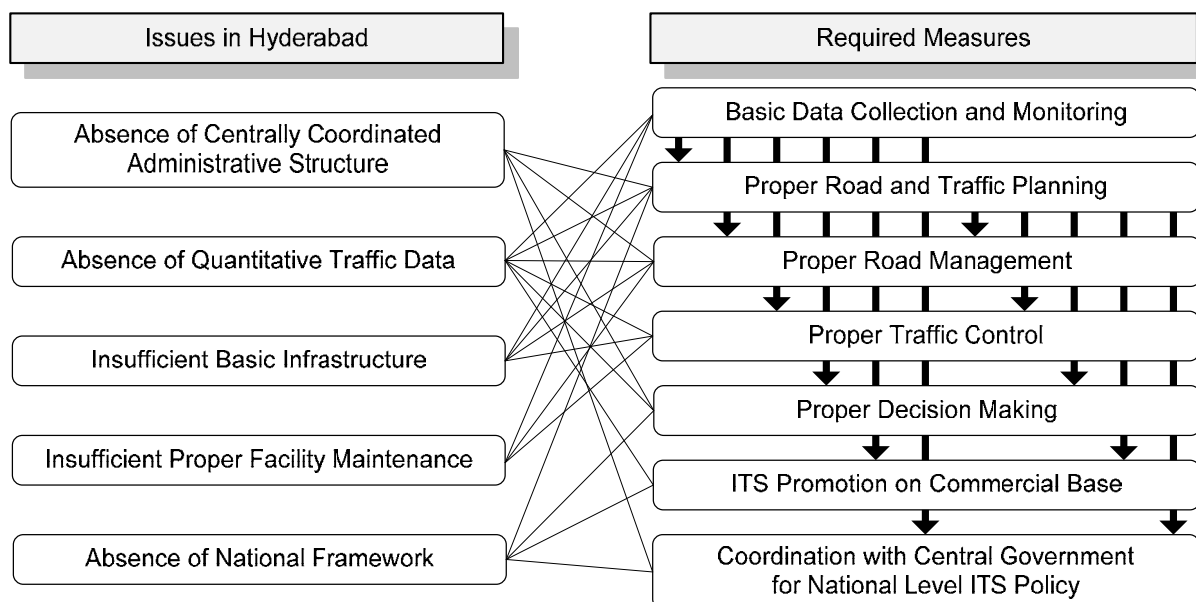 Issues in Hyderabad
Absence of Centrally Coordinated
Administrative Structure
Absence of Quantitative Traffic Data
Insufficient Basic Infrastructure
Insufficient Proper Facility Maintenance
Absence of National Framework
Required Measures
Basic Data Collection and Monitoring
Proper Road and Traffic Planning
Proper Road Management
Proper Traffic Control
Proper Decision Making
ITS Promotion on Commercial Base
Coordination with Central Government
for National Level ITS Policy